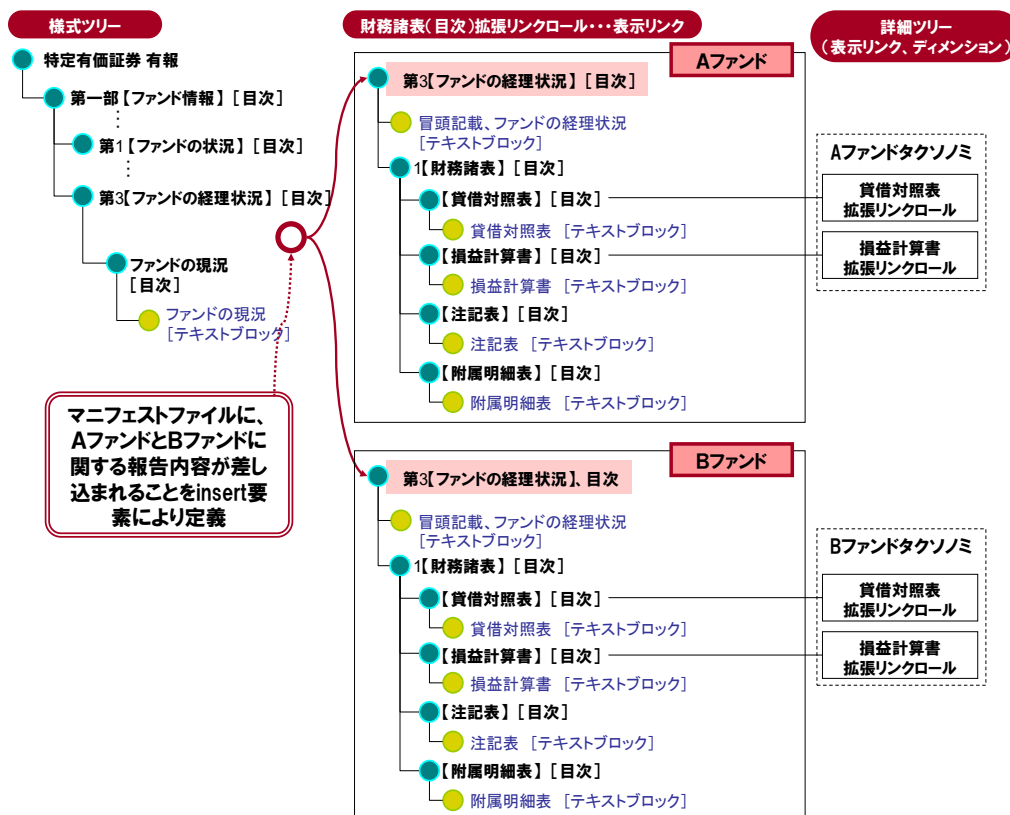 様式ツリー
特定有価証券 有報
第一部【ファンド情報】 [目次]
⋮
第1【ファンドの状況】 [目次]
⋮
第3【ファンドの経理状況】 [目次]
ファンドの現況
[目次]
ファンドの現況
[テキストブロック]
マニフェストファイルに、
AファンドとBファンドに
関する報告内容が差し
込まれることをinsert要
素により定義
財務諸表(目次)拡張リンクロール・・・表示リンク
Aファンド
第3【ファンドの経理状況】 [目次]
冒頭記載、ファンドの経理状況
[テキストブロック]
1【財務諸表】 [目次]
【貸借対照表】 [目次]
貸借対照表 [テキストブロック]
【損益計算書】 [目次]
損益計算書 [テキストブロック]
【注記表】 [目次]
注記表 [テキストブロック]
【附属明細表】 [目次]
附属明細表 [テキストブロック]
Bファンド
第3【ファンドの経理状況】、目次
冒頭記載、ファンドの経理状況
[テキストブロック]
1【財務諸表】 [目次]
【貸借対照表】 [目次]
貸借対照表 [テキストブロック]
【損益計算書】 [目次]
損益計算書 [テキストブロック]
【注記表】 [目次]
注記表 [テキストブロック]
【附属明細表】 [目次]
附属明細表 [テキストブロック]
詳細ツリー
(表示リンク、ディメンション)
Aファンドタクソノミ
貸借対照表
拡張リンクロール
損益計算書
拡張リンクロール
Bファンドタクソノミ
貸借対照表
拡張リンクロール
損益計算書
拡張リンクロール